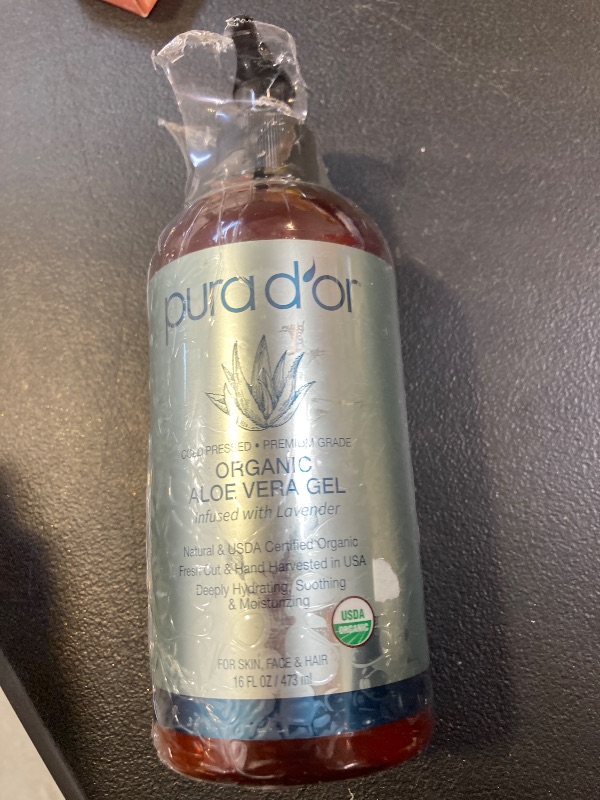 pura d'or
COLD PRESSED • PREMIUM GRADE
ORGANIC
ALOE VERA GEL
Infused with Lavender
Natural & USDA Certified Organic
Fresh Cut & Hand Harvested in USA
Deeply Hydrating, Soothing
& Moisturizing
USDA
ORGANIC
FOR SKIN, FACE & HAIR
16 FL OZ / 473 ml